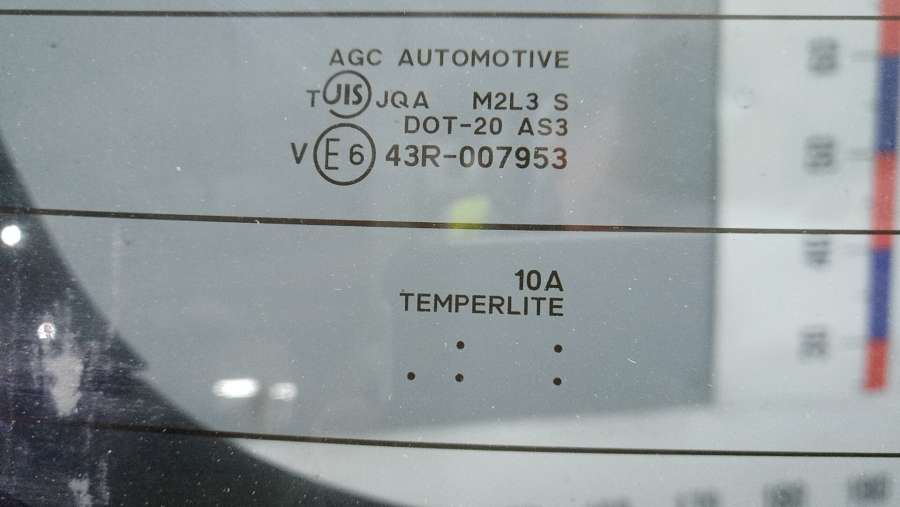 AGC AUTOMOTIVE
T JIS JQA M2L3 S
DOT-20 AS3
V E6 43R-007953
10A
TEMPERLITE